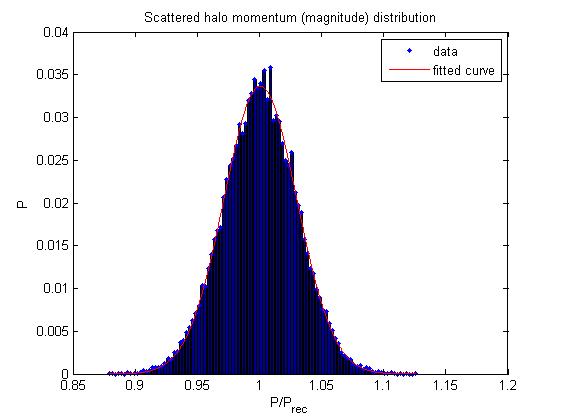 Scattered halo momentum (magnitude) distribution
0.04
0.035
0.03
0.025
0.02
0.015
0.01
0.005
0
P
data
fitted curve
0.85 0.9 0.95 1 1.05 1.1 1.15 1.2
P/P_rec